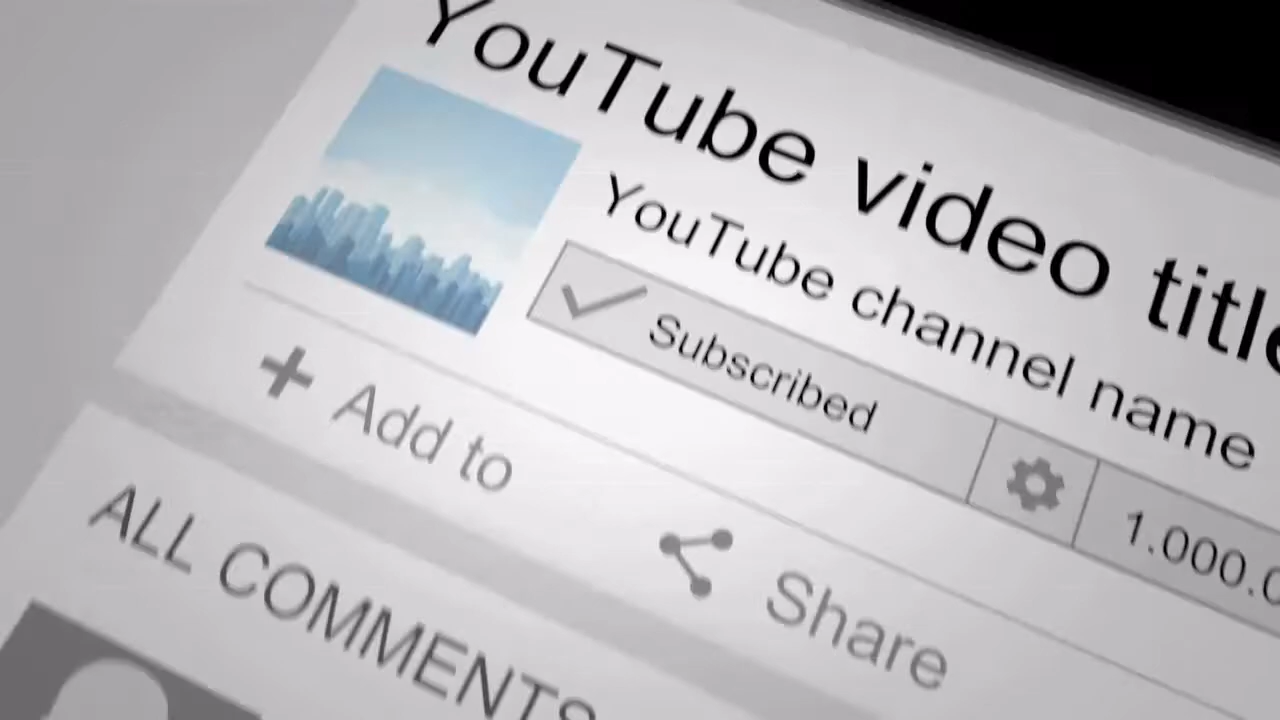 YouTube video title
YouTube channel name
Subscribed
1.000.0
Add to
Share
ALL COMMENTS